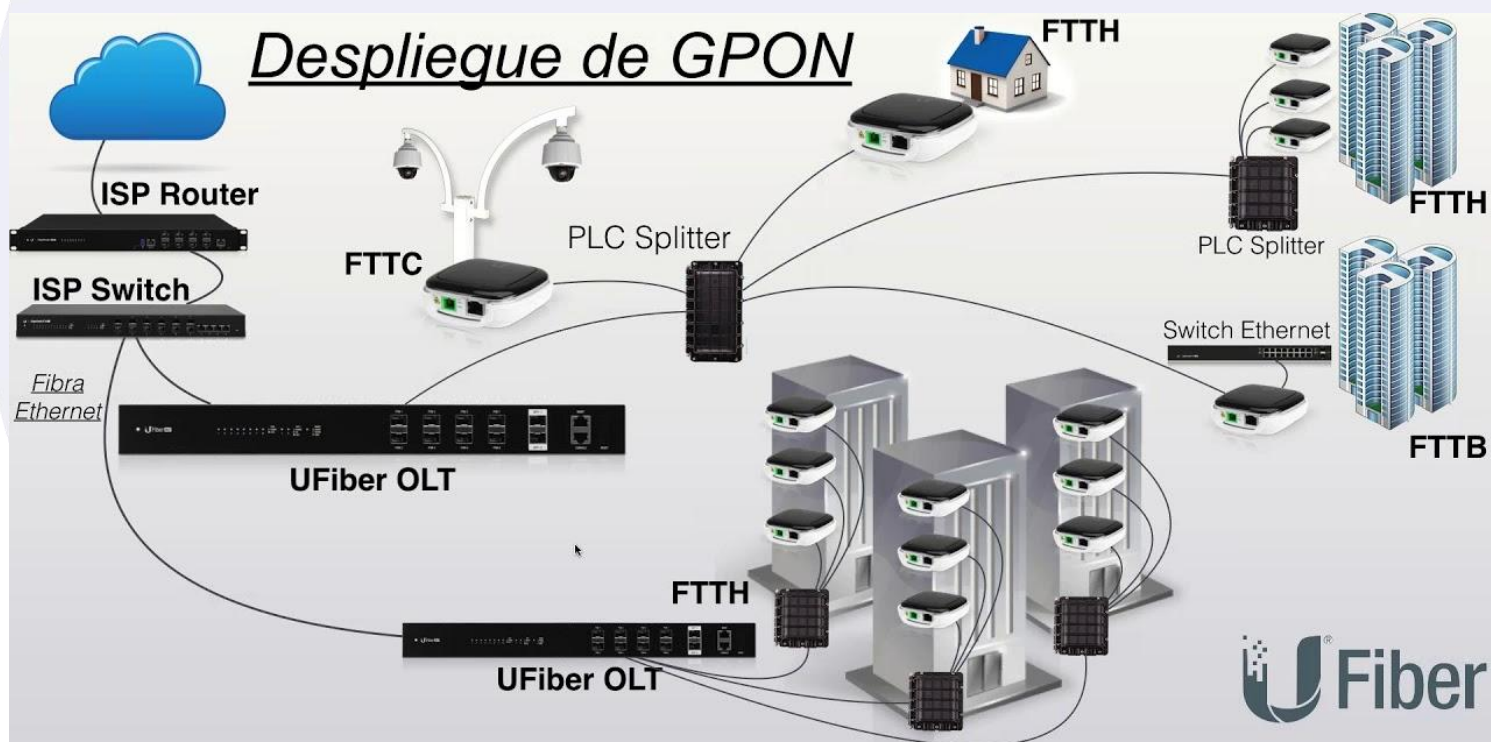 Despliegue de GPON
FTTH
ISP Router
FTTH
PLC Splitter
FTTC
PLC Splitter
ISP Switch
Switch Ethernet
Fibra
Ethernet
FTTB
UFiber OLT
FTTH
UFiber OLT
U Fiber®